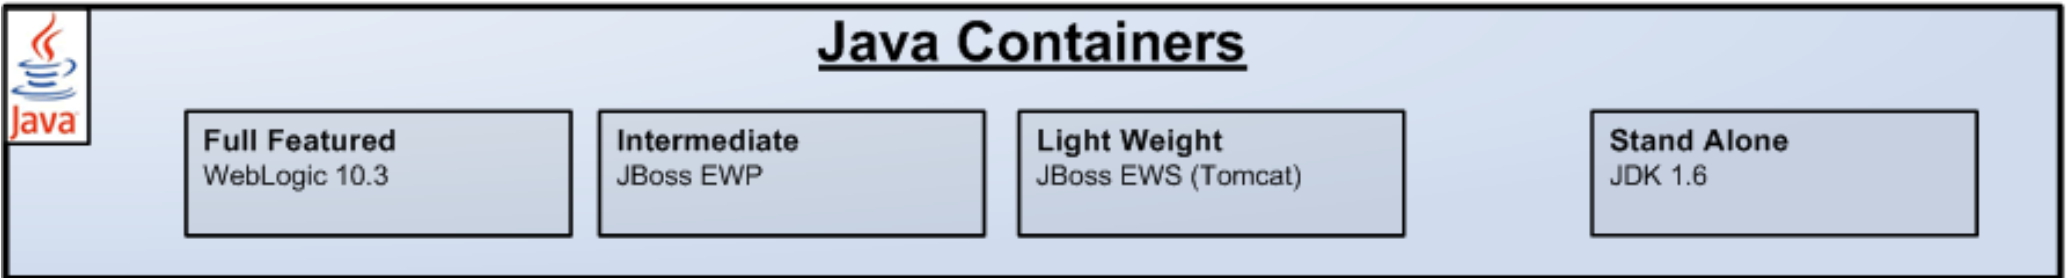 Java Containers
Java
Full Featured
WebLogic 10.3
Intermediate
JBoss EWP
Light Weight
JBoss EWS (Tomcat)
Stand Alone
JDK 1.6